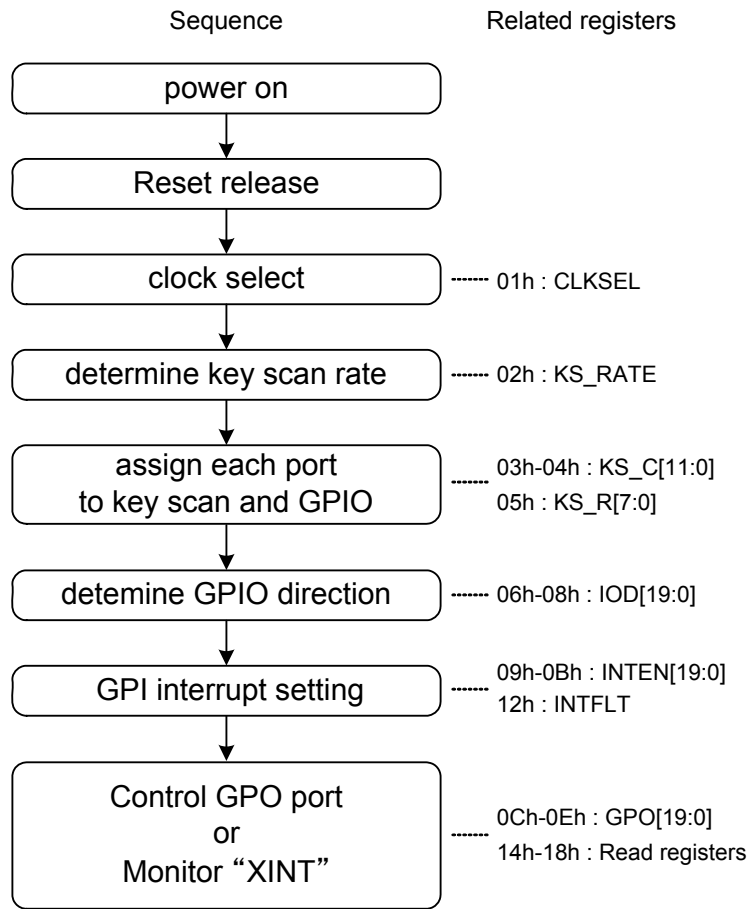 Sequence
Related registers
power on
Reset release
clock select
01h : CLKSEL
determine key scan rate
02h : KS_RATE
assign each port
to key scan and GPIO
03h-04h : KS_C[11:0]
05h : KS_R[7:0]
detemine GPIO direction
06h-08h : IOD[19:0]
GPI interrupt setting
09h-0Bh : INTEN[19:0]
12h : INTFLT
Control GPO port
or
Monitor “XINT”
0Ch-0Eh : GPO[19:0]
14h-18h : Read registers